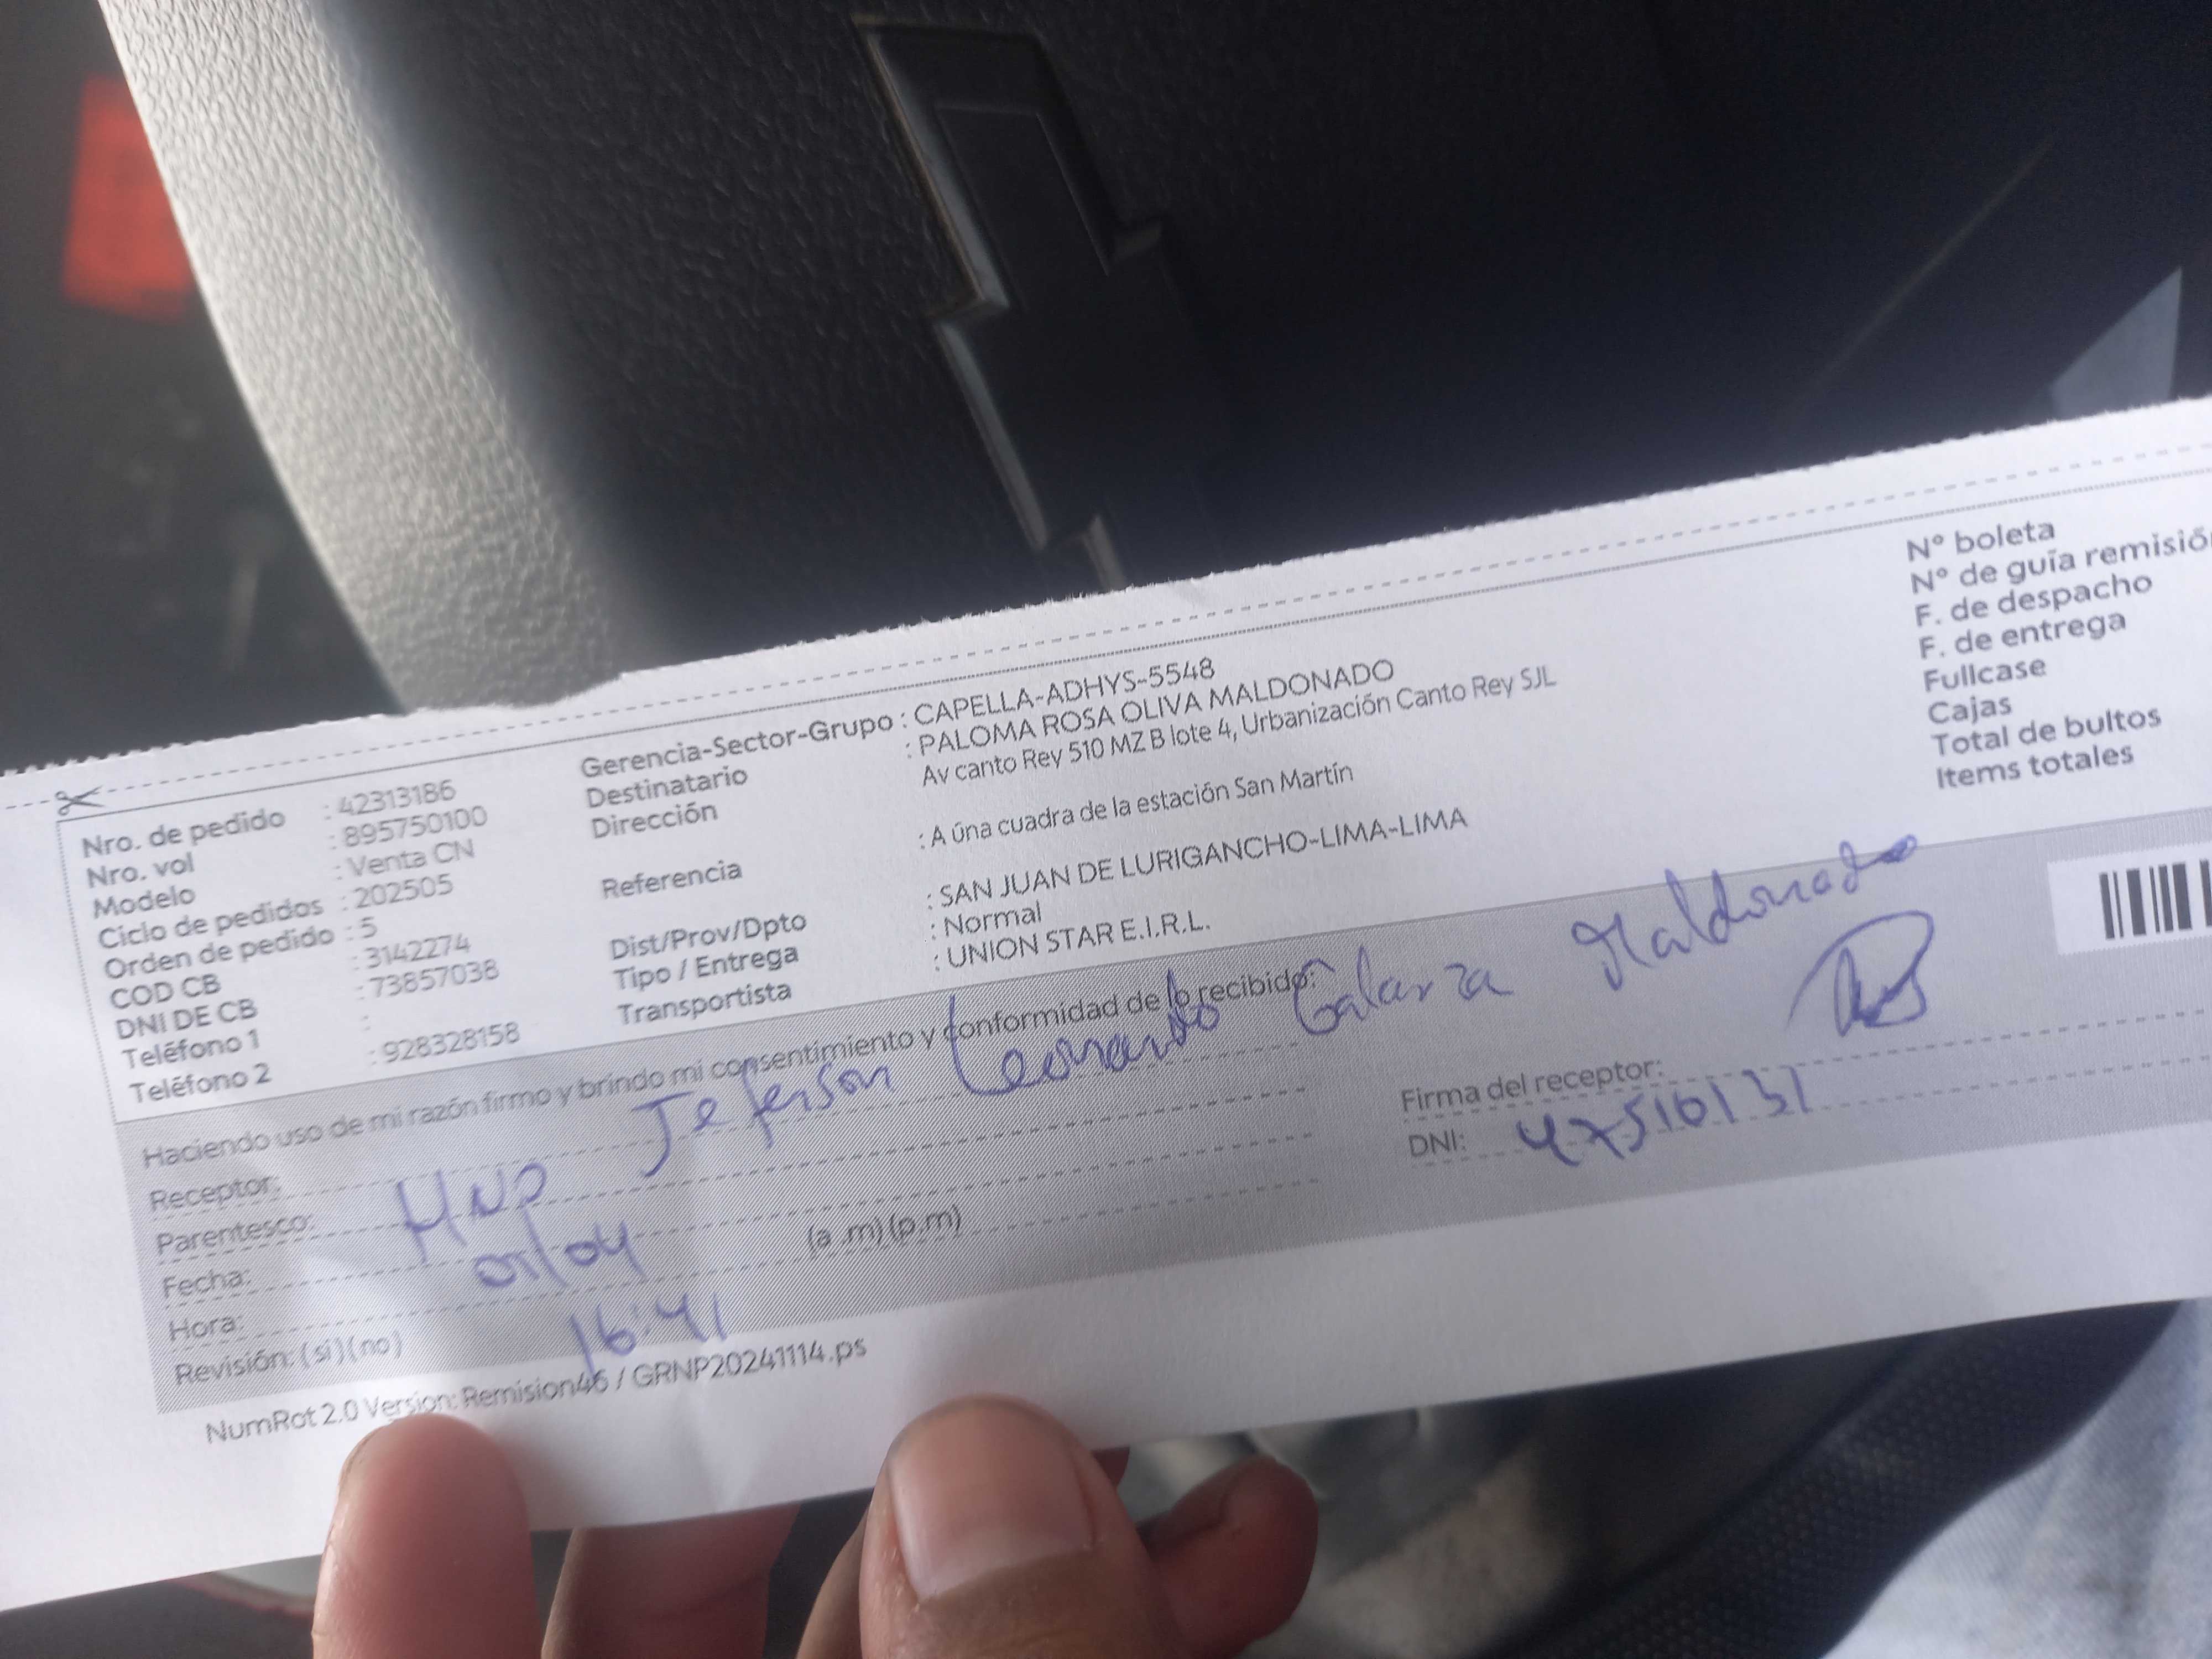 Nro. de pedido : 42313186
Nro. vol : 895750100
Modelo : Venta CN
Ciclo de pedidos : 202505
Orden de pedido : 5
COD CB : 3142274
DNI DE CB : 73857038
Teléfono 1 :
Teléfono 2 : 928328158
Gerencia-Sector-Grupo : CAPELLA-ADHYS-5548
Destinatario : PALOMA ROSA OLIVA MALDONADO
Dirección Av canto Rey 510 MZ B lote 4, Urbanización Canto Rey SJL
Referencia : A úna cuadra de la estación San Martín
Dist/Prov/Dpto : SAN JUAN DE LURIGANCHO-LIMA-LIMA
Tipo / Entrega : Normal
Transportista : UNION STAR E.I.R.L.
N° boleta
N° de guía remisió
F. de despacho
F. de entrega
Fullcase
Cajas
Total de bultos
Items totales
Haciendo uso de mi razón firmo y brindo mi consentimiento y conformidad de lo recibido:
Receptor: Jeferson Leonardo Galarza Maldonado
Parentesco: HNO
Fecha: 01/04
Hora: 16:41 (a .m) (p.m)
Revisión: (si) (no)
Firma del receptor:
DNI: 47516131
NumRot 2.0 Version: Remision46 / GRNP20241114.ps